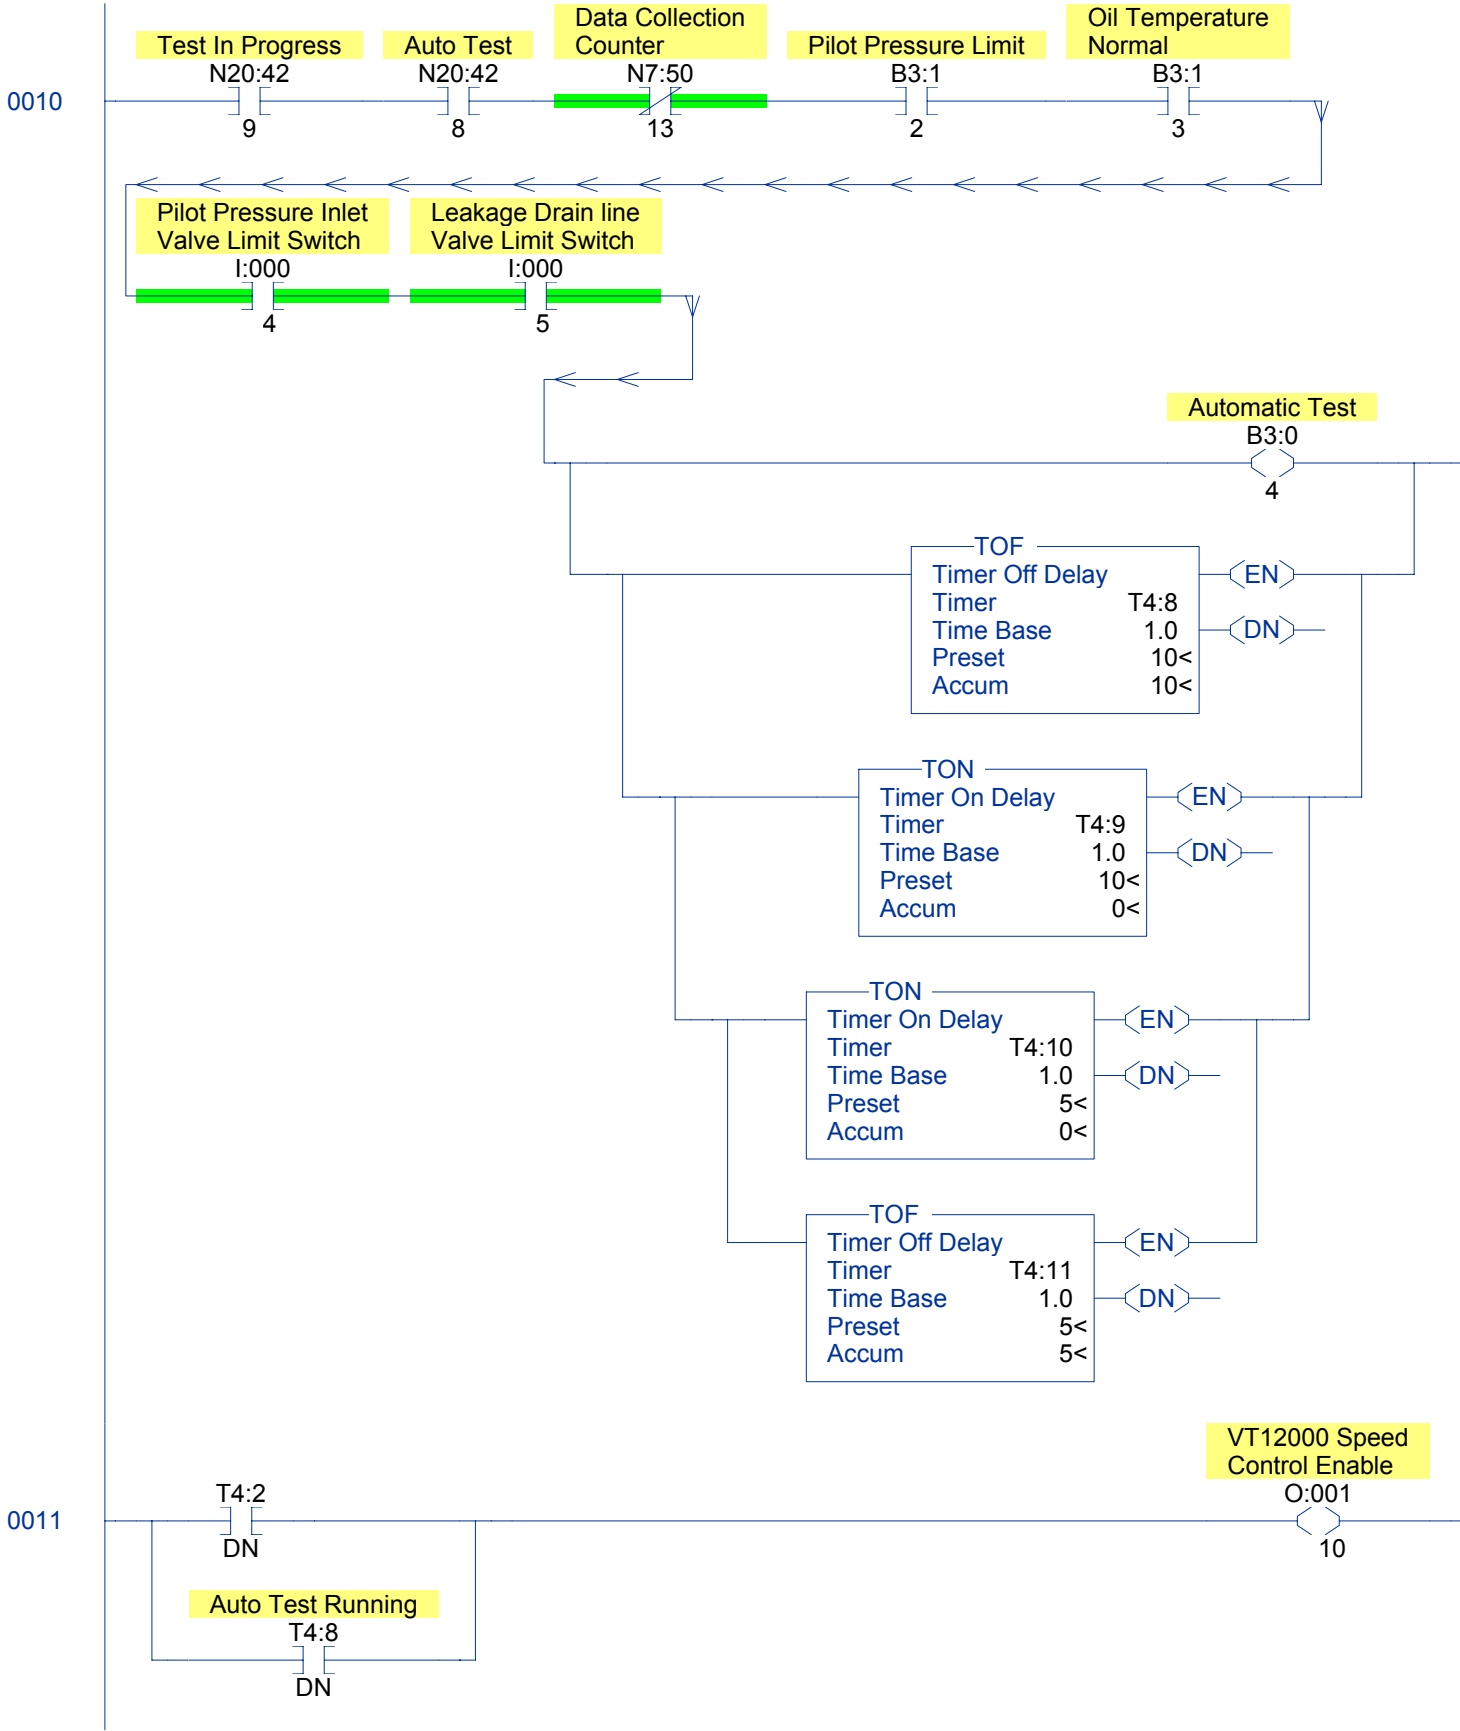 Test In Progress
N20:42
9
Auto Test
N20:42
8
Data Collection
Counter
N7:50
13
Pilot Pressure Limit
B3:1
2
Oil Temperature
Normal
B3:1
3
0010
Pilot Pressure Inlet
Valve Limit Switch
I:000
4
Leakage Drain line
Valve Limit Switch
I:000
5
Automatic Test
B3:0
4
TOF
Timer Off Delay
Timer T4:8
Time Base 1.0
Preset 10<
Accum 10<
EN
DN
TON
Timer On Delay
Timer T4:9
Time Base 1.0
Preset 10<
Accum 0<
EN
DN
TON
Timer On Delay
Timer T4:10
Time Base 1.0
Preset 5<
Accum 0<
EN
DN
TOF
Timer Off Delay
Timer T4:11
Time Base 1.0
Preset 5<
Accum 5<
EN
DN
0011
T4:2
DN
VT12000 Speed
Control Enable
O:001
10
Auto Test Running
T4:8
DN